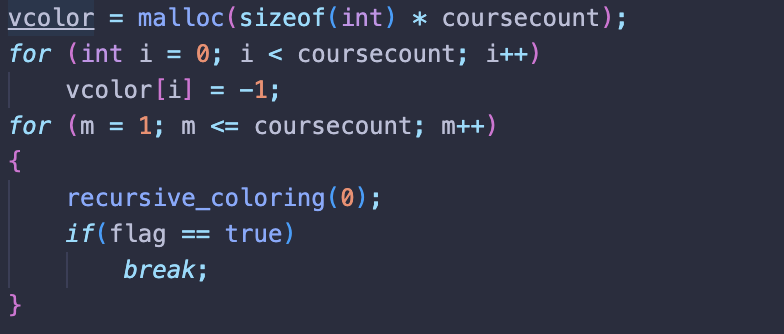 vcolor = malloc(sizeof(int) * coursecount);
for (int i = 0; i < coursecount; i++)
    vcolor[i] = -1;
for (m = 1; m <= coursecount; m++)
{
    recursive_coloring(0);
    if(flag == true)
        break;
}